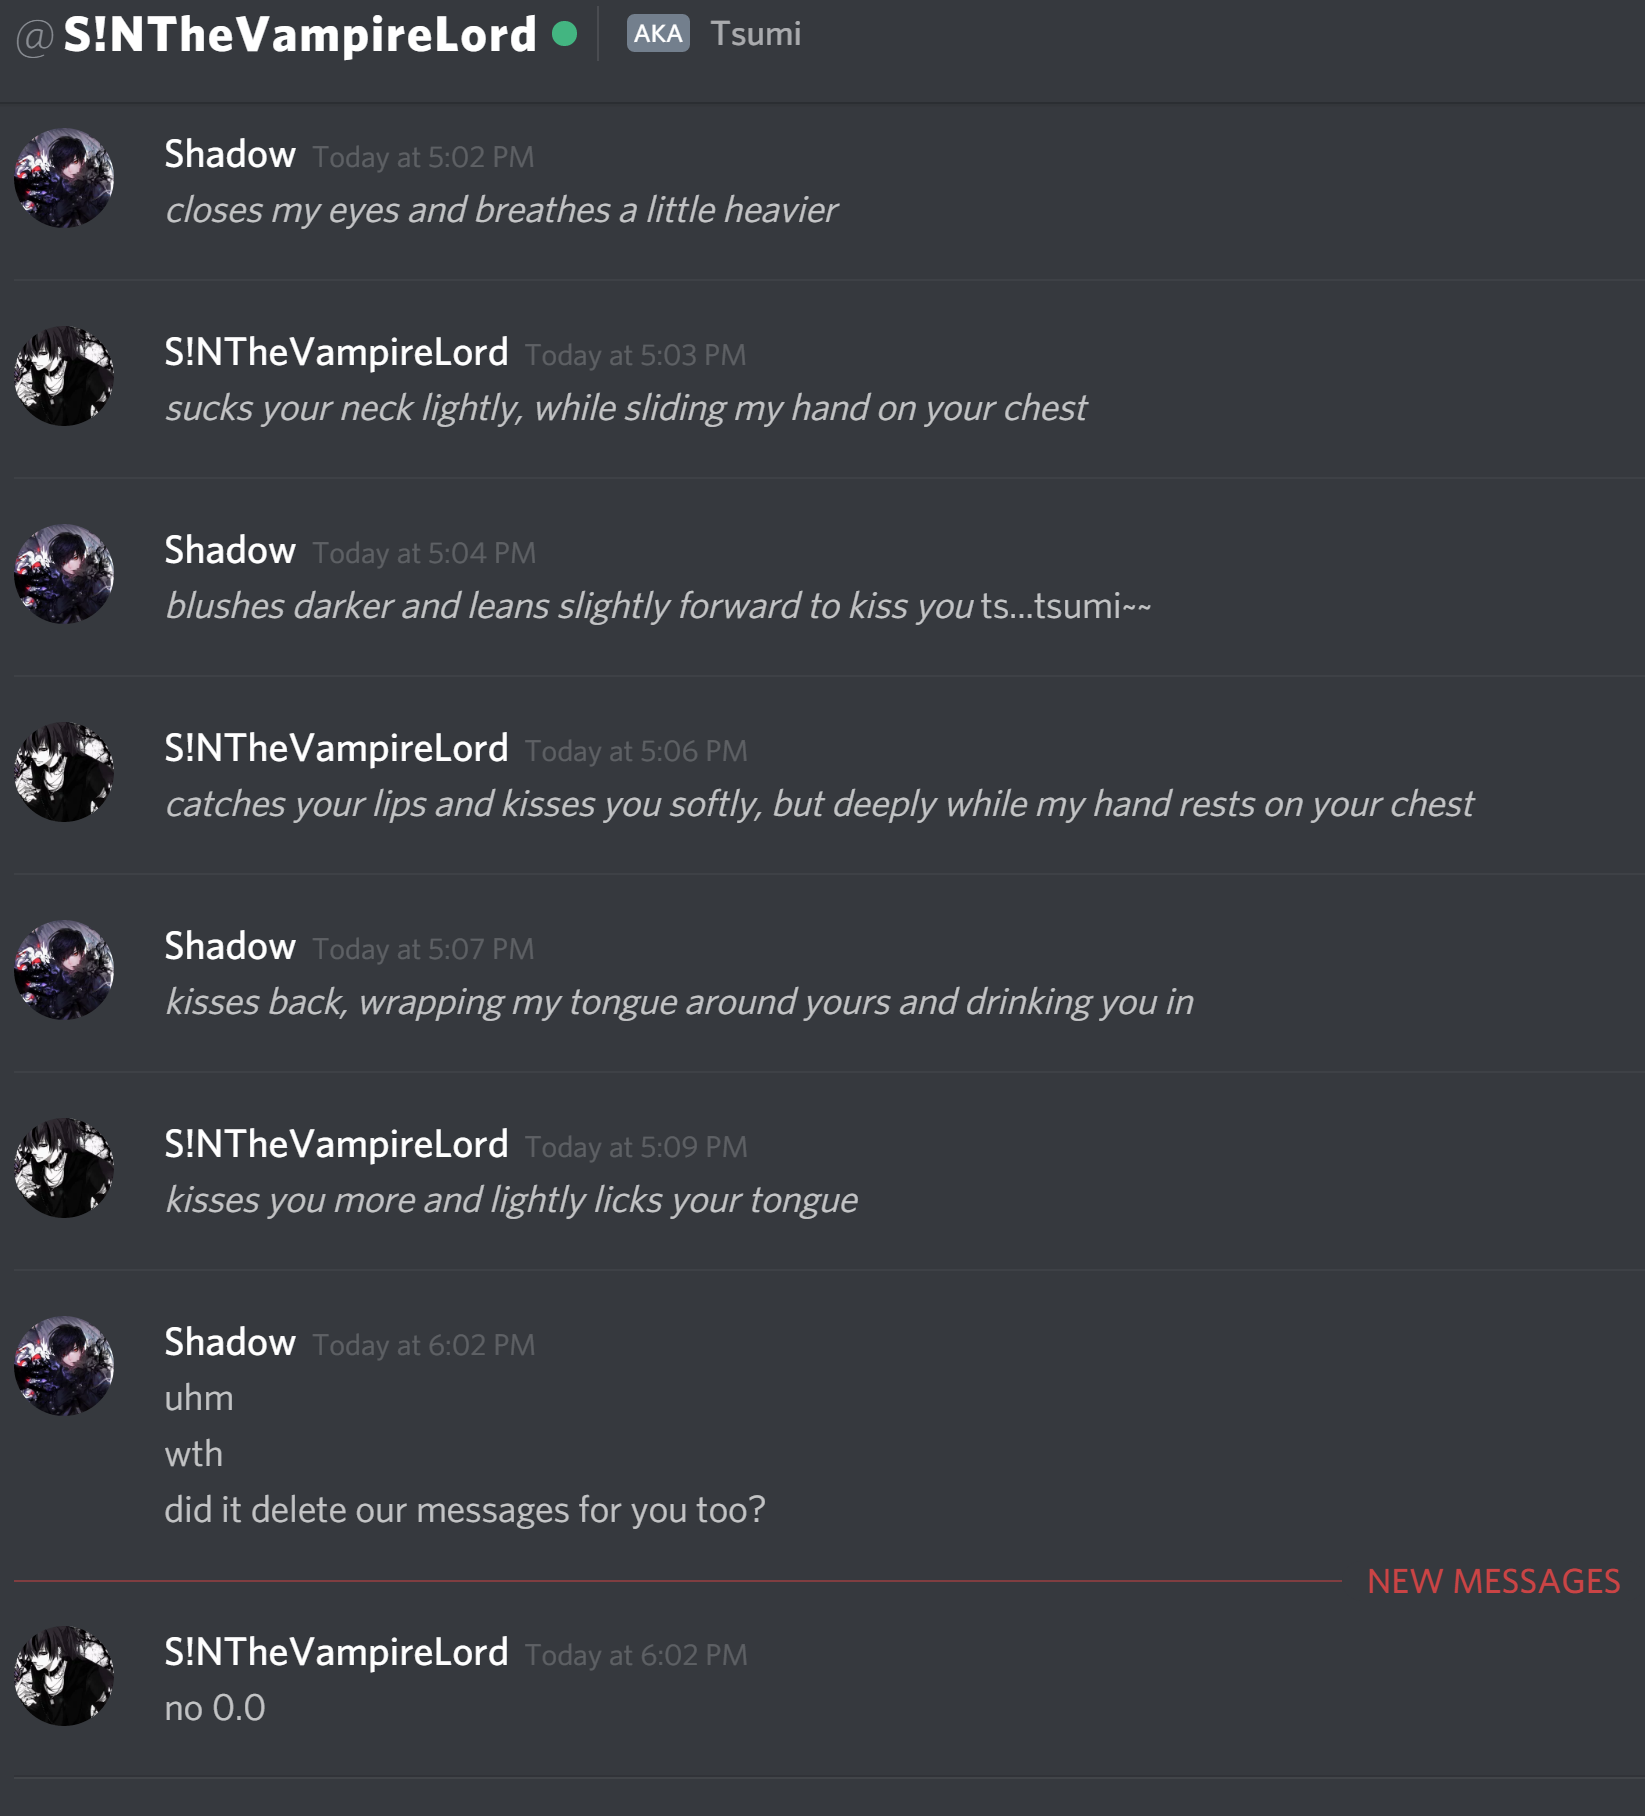 @ S!NTheVampireLord AKA Tsumi
Shadow Today at 5:02 PM
closes my eyes and breathes a little heavier
S!NTheVampireLord Today at 5:03 PM
sucks your neck lightly, while sliding my hand on your chest
Shadow Today at 5:04 PM
blushes darker and leans slightly forward to kiss you ts...tsumi~~
S!NTheVampireLord Today at 5:06 PM
catches your lips and kisses you softly, but deeply while my hand rests on your chest
Shadow Today at 5:07 PM
kisses back, wrapping my tongue around yours and drinking you in
S!NTheVampireLord Today at 5:09 PM
kisses you more and lightly licks your tongue
Shadow Today at 6:02 PM
uhm
wth
did it delete our messages for you too?
NEW MESSAGES
S!NTheVampireLord Today at 6:02 PM
no 0.0